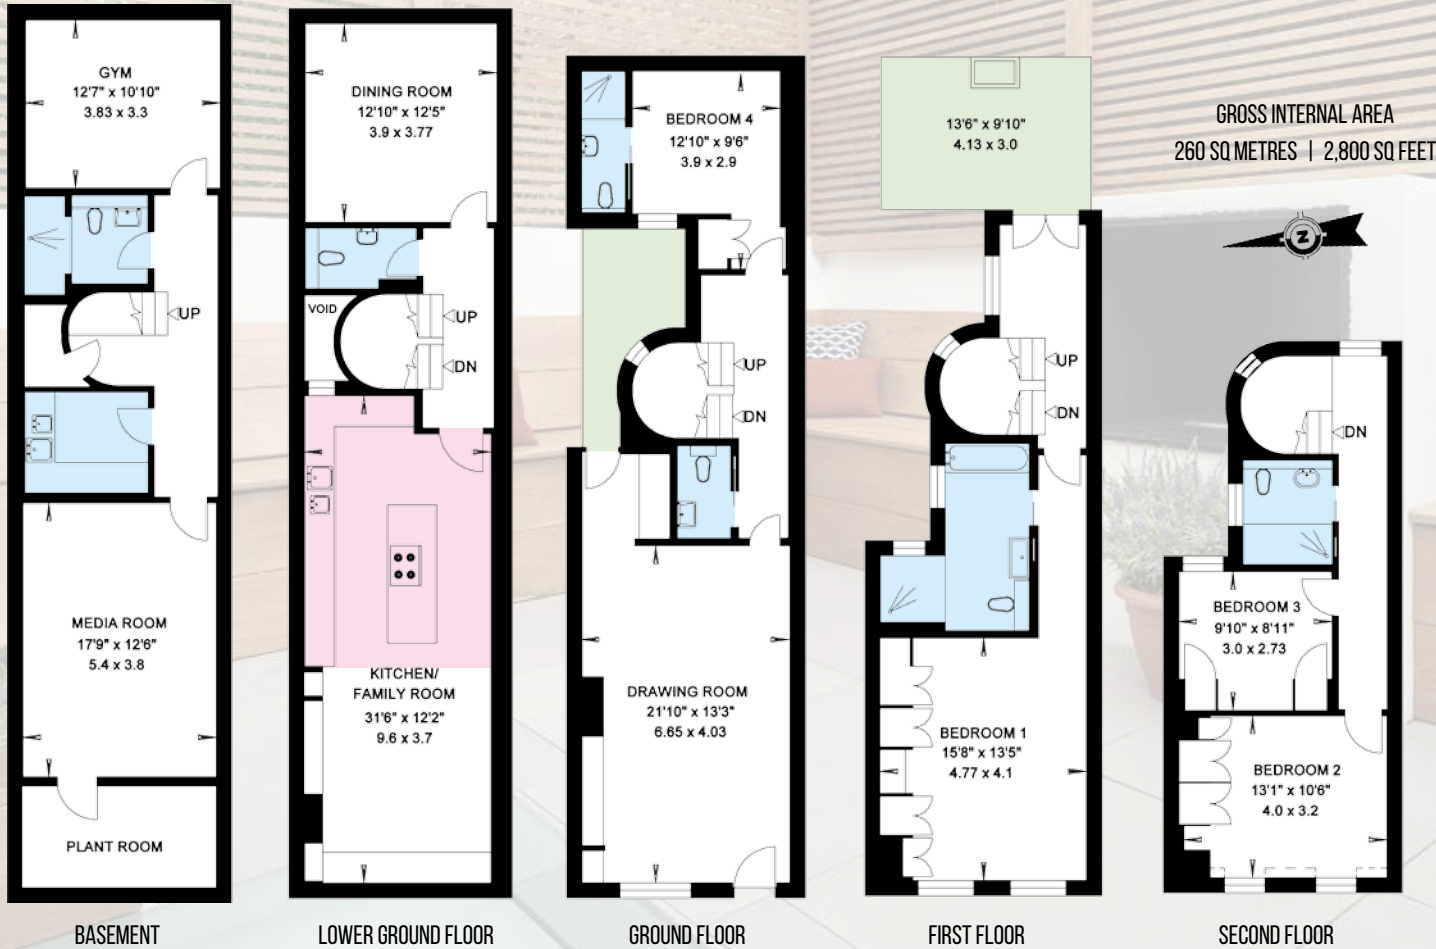 GYM
12'7" x 10'10"
3.83 x 3.3
UP
MEDIA ROOM
17'9" x 12'6"
5.4 x 3.8
PLANT ROOM
BASEMENT
DINING ROOM
12'10" x 12'5"
3.9 x 3.77
VOID
UP
DN
KITCHEN/
FAMILY ROOM
31'6" x 12'2"
9.6 x 3.7
LOWER GROUND FLOOR
BEDROOM 4
12'10" x 9'6"
3.9 x 2.9
UP
DN
DRAWING ROOM
21'10" x 13'3"
6.65 x 4.03
GROUND FLOOR
13'6" x 9'10"
4.13 x 3.0
UP
DN
BEDROOM 1
15'8" x 13'5"
4.77 x 4.1
FIRST FLOOR
GROSS INTERNAL AREA
260 SQ METRES | 2,800 SQ FEET
N
DN
BEDROOM 3
9'10" x 8'11"
3.0 x 2.73
BEDROOM 2
13'1" x 10'6"
4.0 x 3.2
SECOND FLOOR